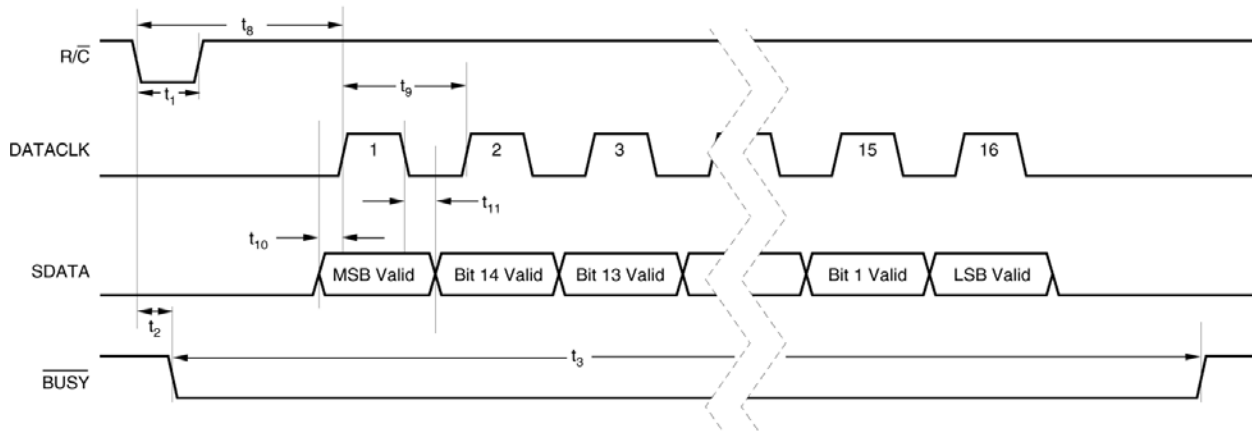 t8
R/C̅
t1
t9
DATACLK
1
2
3
15
16
t11
t10
SDATA
MSB Valid
Bit 14 Valid
Bit 13 Valid
Bit 1 Valid
LSB Valid
t2
t3
B̅U̅S̅Y̅